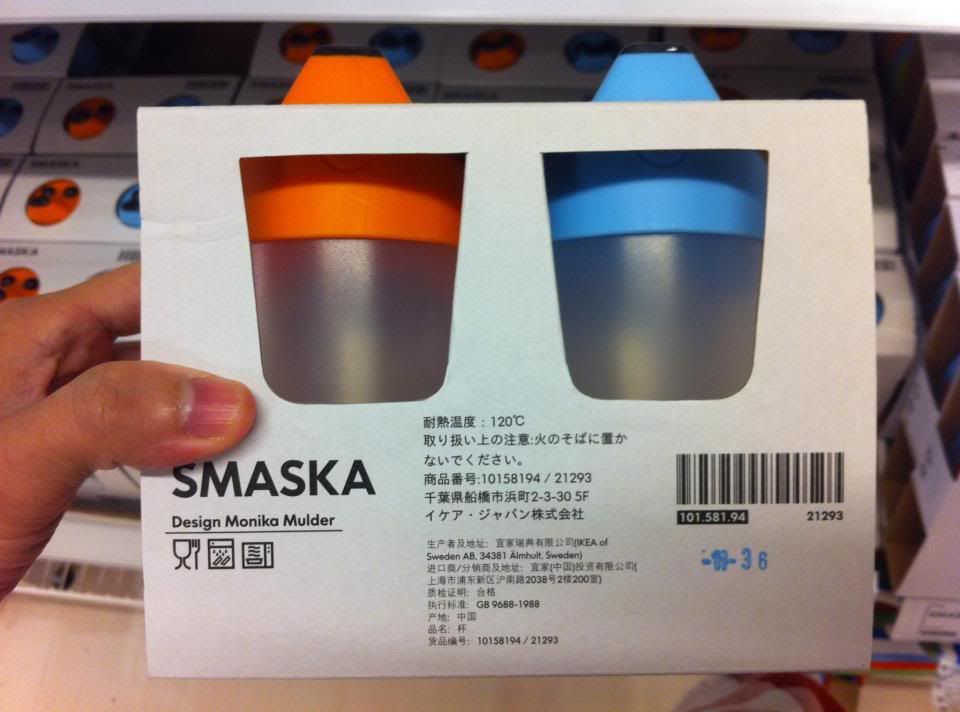 SMASKA
SMASKA
耐熱温度：120℃
取り扱い上の注意:火のそばに置か
ないでください。
商品番号:10158194 / 21293
千葉県船橋市浜町2-3-30 5F
イケア・ジャパン株式会社
SMASKA
Design Monika Mulder
101.581.94
21293
生产者及地址：宜家瑞典有限公司(IKEA of
Sweden AB, 34381 Älmhult, Sweden)
进口商/分销商及地址：宜家(中国)投资有限公司(
上海市浦东新区沪南路2038号2楼200室)
质检证明：合格
执行标准：GB 9688-1988
产地：中国
品名：杯
货品编号：10158194 / 21293
36